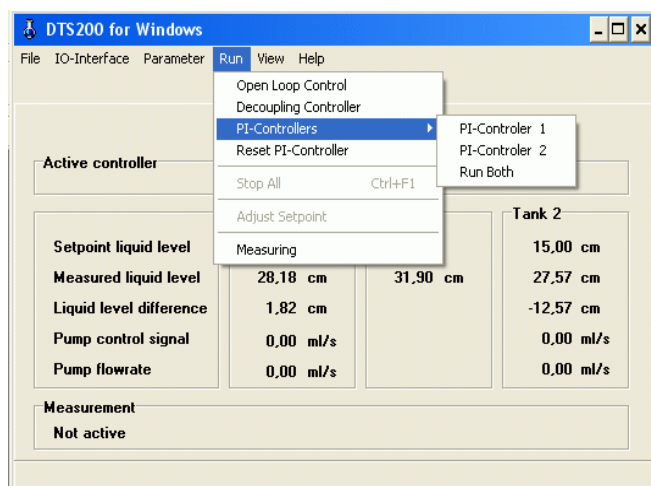 DTS200 for Windows
File IO-Interface Parameter Run View Help
Open Loop Control
Decoupling Controller
PI-Controllers
PI-Controler 1
Reset PI-Controller
PI-Controler 2
Run Both
Active controller
Stop All Ctrl+F1
Adjust Setpoint
Tank 2
Setpoint liquid level 15,00 cm
Measuring
Measured liquid level 28,18 cm 31,90 cm 27,57 cm
Liquid level difference 1,82 cm -12,57 cm
Pump control signal 0,00 ml/s 0,00 ml/s
Pump flowrate 0,00 ml/s 0,00 ml/s
Measurement
Not active